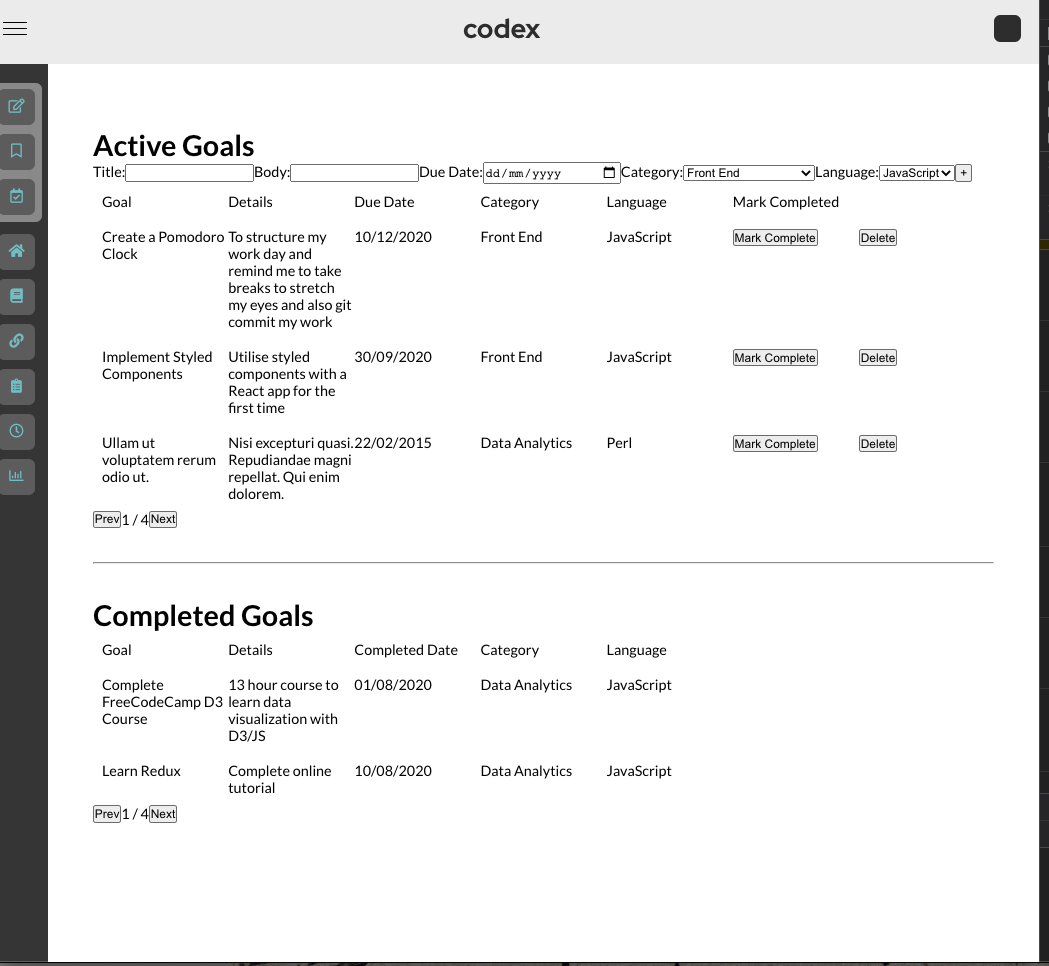 codex
Active Goals
Title: Body: Due Date: dd/mm/yyyy Category: Front End Language: JavaScript +
Goal Details Due Date Category Language Mark Completed
Create a Pomodoro To structure my 10/12/2020 Front End JavaScript Mark Complete Delete
Clock work day and
remind me to take
breaks to stretch
my eyes and also git
commit my work
Implement Styled Utilise styled 30/09/2020 Front End JavaScript Mark Complete Delete
Components components with a
React app for the
first time
Ullam ut Nisi excepturi quasi. 22/02/2015 Data Analytics Perl Mark Complete Delete
voluptatem rerum Repudiandae magni
odio ut. repellat. Qui enim
dolorem.
Prev 1 / 4 Next
Completed Goals
Goal Details Completed Date Category Language
Complete 13 hour course to 01/08/2020 Data Analytics JavaScript
FreeCodeCamp D3 learn data
Course visualization with
D3/JS
Learn Redux Complete online 10/08/2020 Data Analytics JavaScript
tutorial
Prev 1 / 4 Next